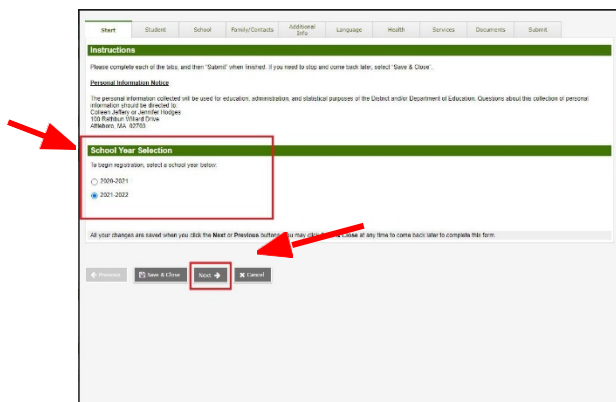 Start Student School Family/Contacts Additional Info Language Health Services Documents Submit
Instructions
Please complete each of the tabs, and then "Submit" when finished. If you need to stop and come back later, select "Save & Close".
Personal Information Notice
The personal information collected will be used for education, administration, and statistical purposes of the District and/or Department of Education. Questions about this collection of personal
information should be directed to:
Coleen Jeffery or Jennifer Hodges
100 Rathbun Willard Drive
Attleboro, MA 02703
School Year Selection
To begin registration, select a school year below.
2020-2021
2021-2022
All your changes are saved when you click the Next or Previous buttons. You may click & Close at any time to come back later to complete this form.
Previous Save & Close Next Cancel